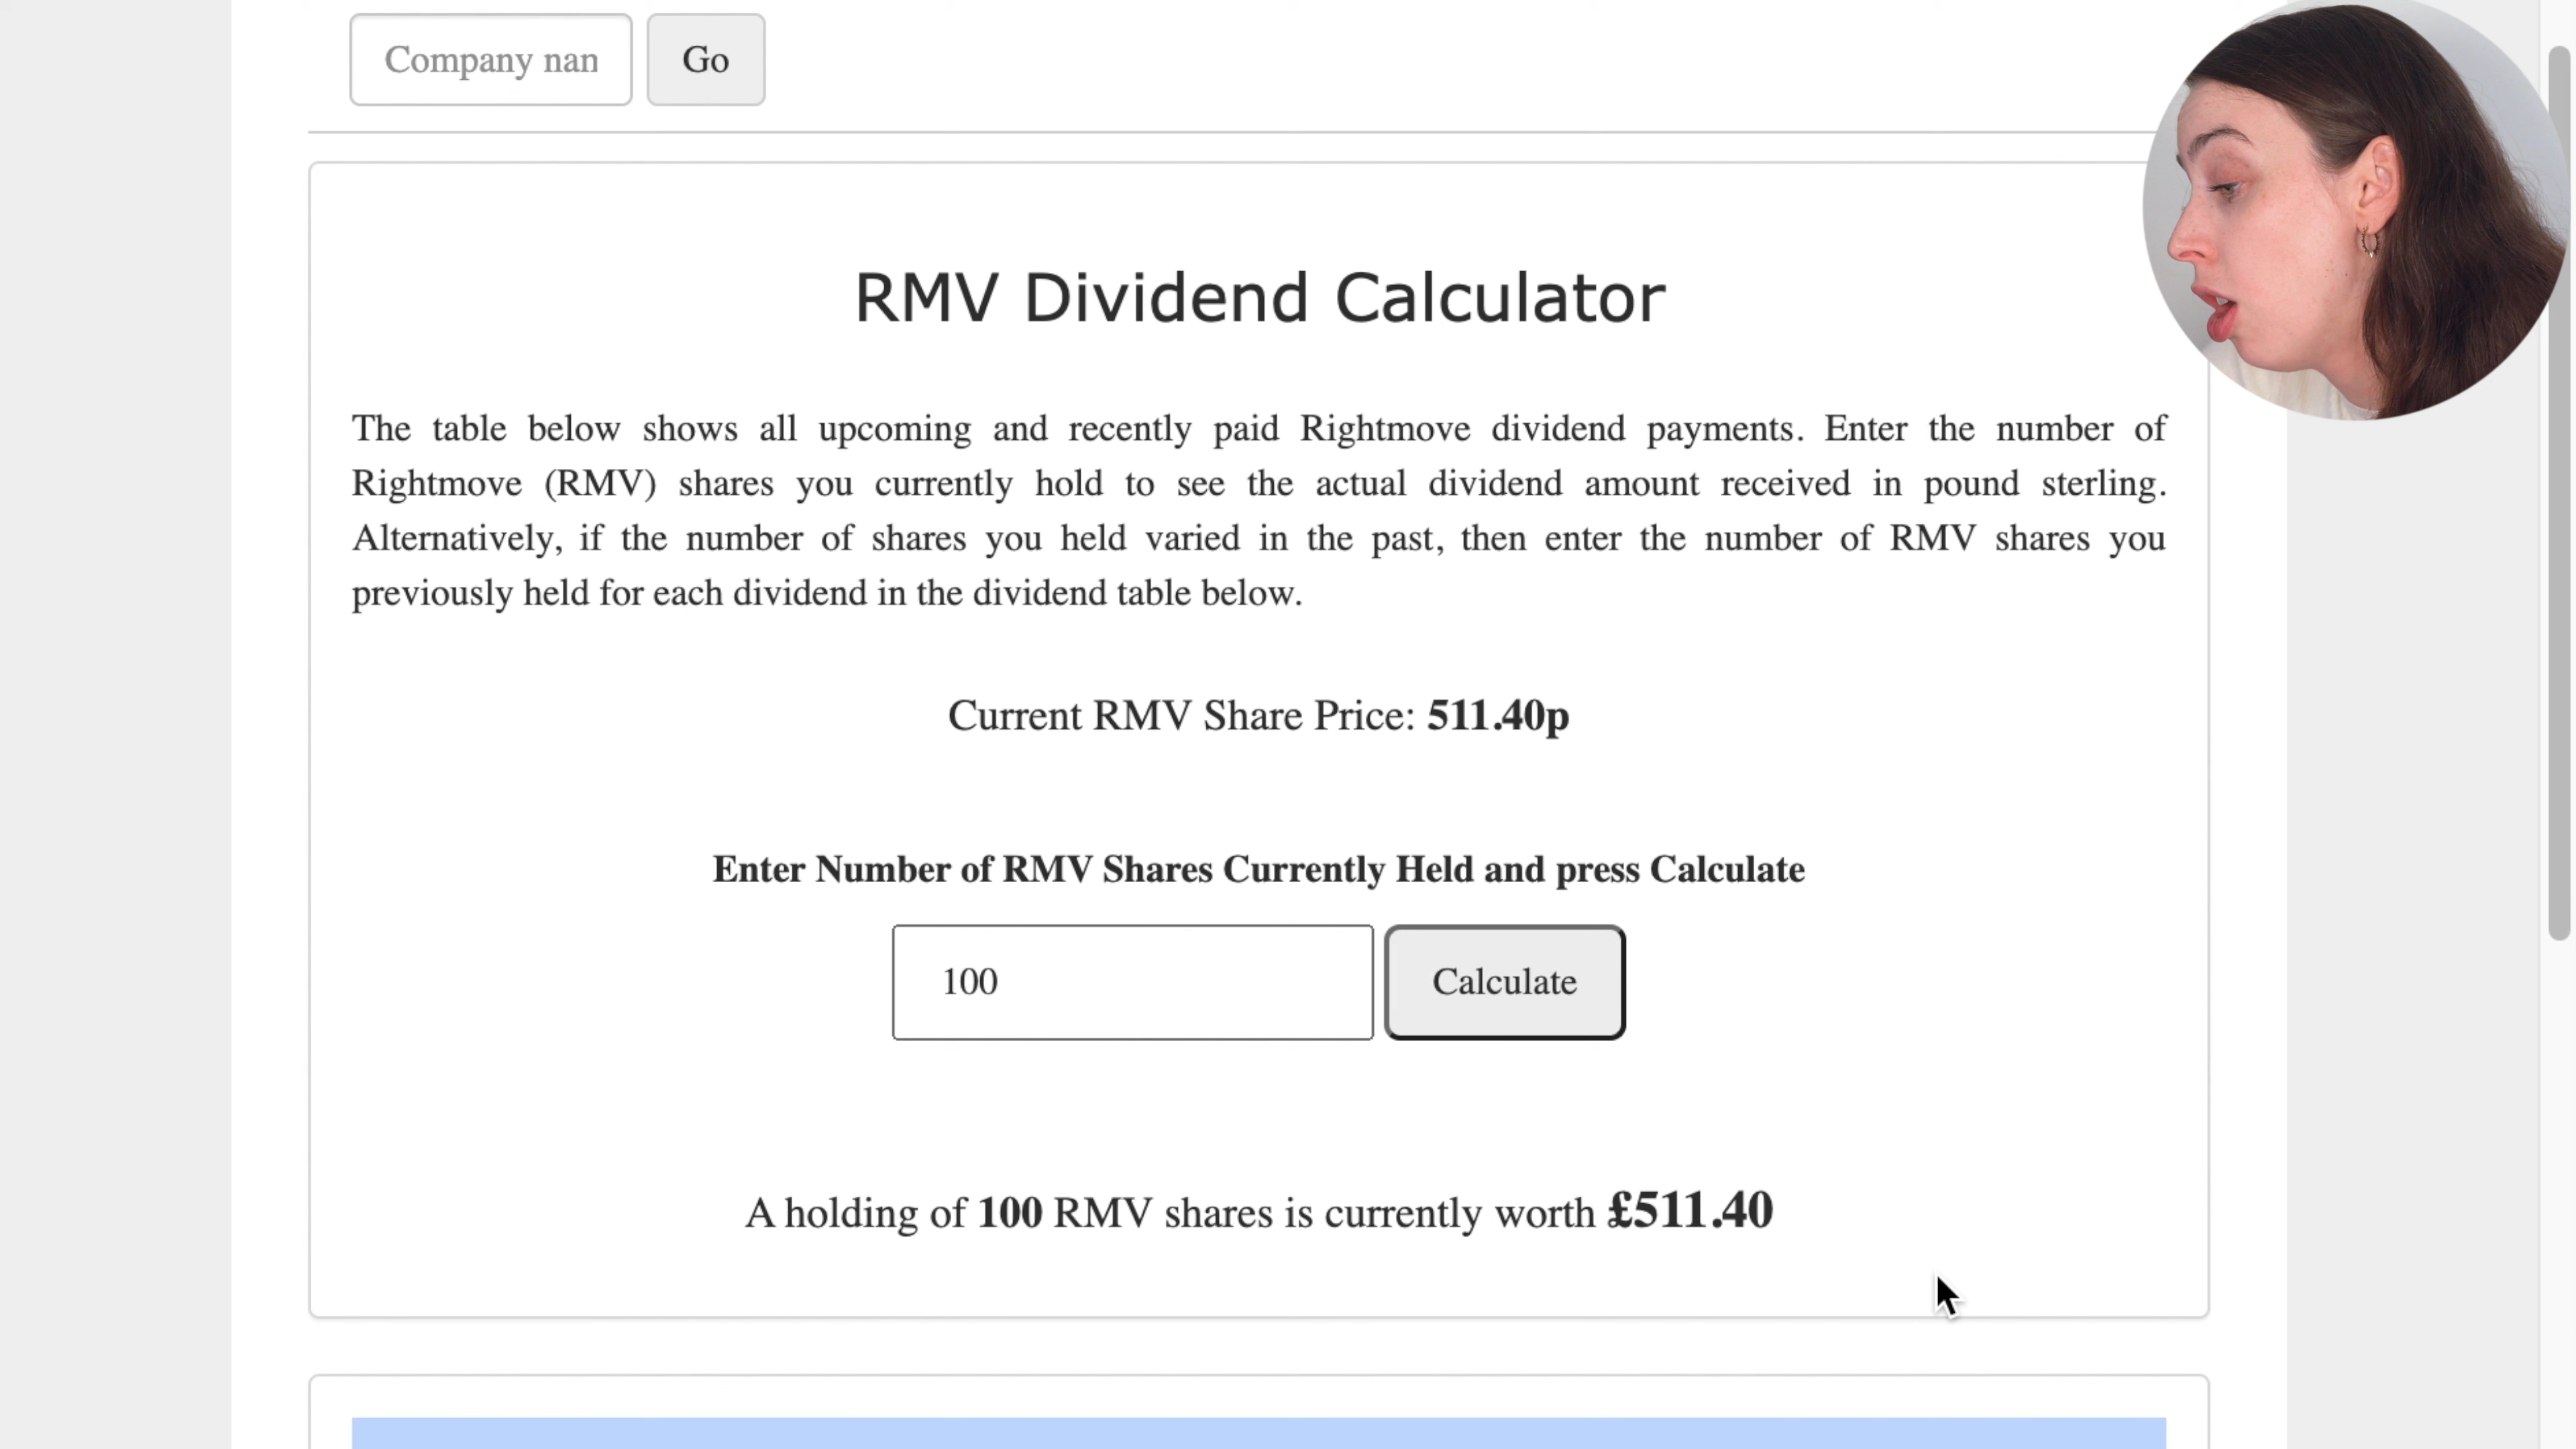 Company nan
Go
RMV Dividend Calculator
The table below shows all upcoming and recently paid Rightmove dividend payments. Enter the number of
Rightmove (RMV) shares you currently hold to see the actual dividend amount received in pound sterling.
Alternatively, if the number of shares you held varied in the past, then enter the number of RMV shares you
previously held for each dividend in the dividend table below.
Current RMV Share Price: 511.40p
Enter Number of RMV Shares Currently Held and press Calculate
100
Calculate
A holding of 100 RMV shares is currently worth £511.40